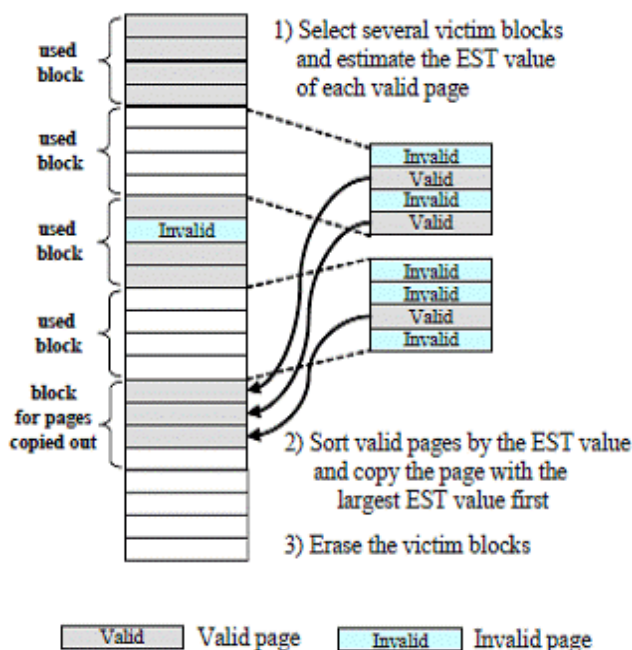 used
block
1) Select several victim blocks
and estimate the EST value
of each valid page
used
block
Invalid
Valid
Invalid
Valid
used
block
Invalid
Invalid
Invalid
Valid
Invalid
used
block
block
for pages
copied out
2) Sort valid pages by the EST value
and copy the page with the
largest EST value first
3) Erase the victim blocks
Valid Valid page Invalid Invalid page